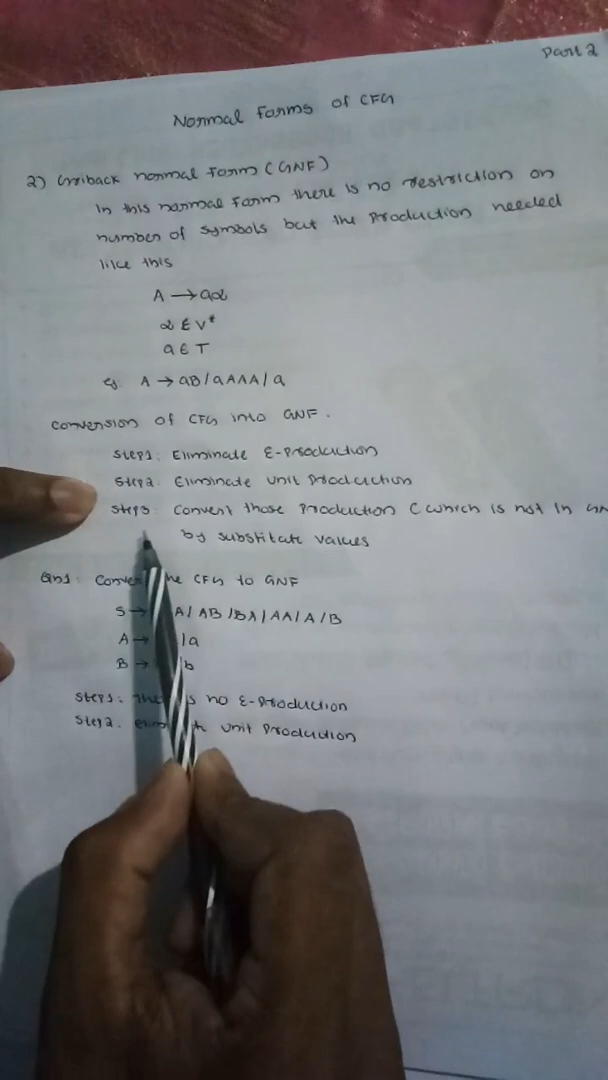 Part 2
Normal Forms of CFG
2) Griback normal Form (GNF)
In this normal Form there is no restriction on
number of symbols but the production needed
like this
A → aα
α ∈ V*
a ∈ T
eg. A → aB/aAAA/a
Conversion of CFG into GNF.
Step1: Eliminate ε-Production
Step2: Eliminate unit production
Step3: Convert those production (which is not in
by substitute values
Qn1: the CFG to GNF
S → A/AB/BA/AA/A/B
A → /a
B → /b
Step1: is no ε-production
Step2: unit Production